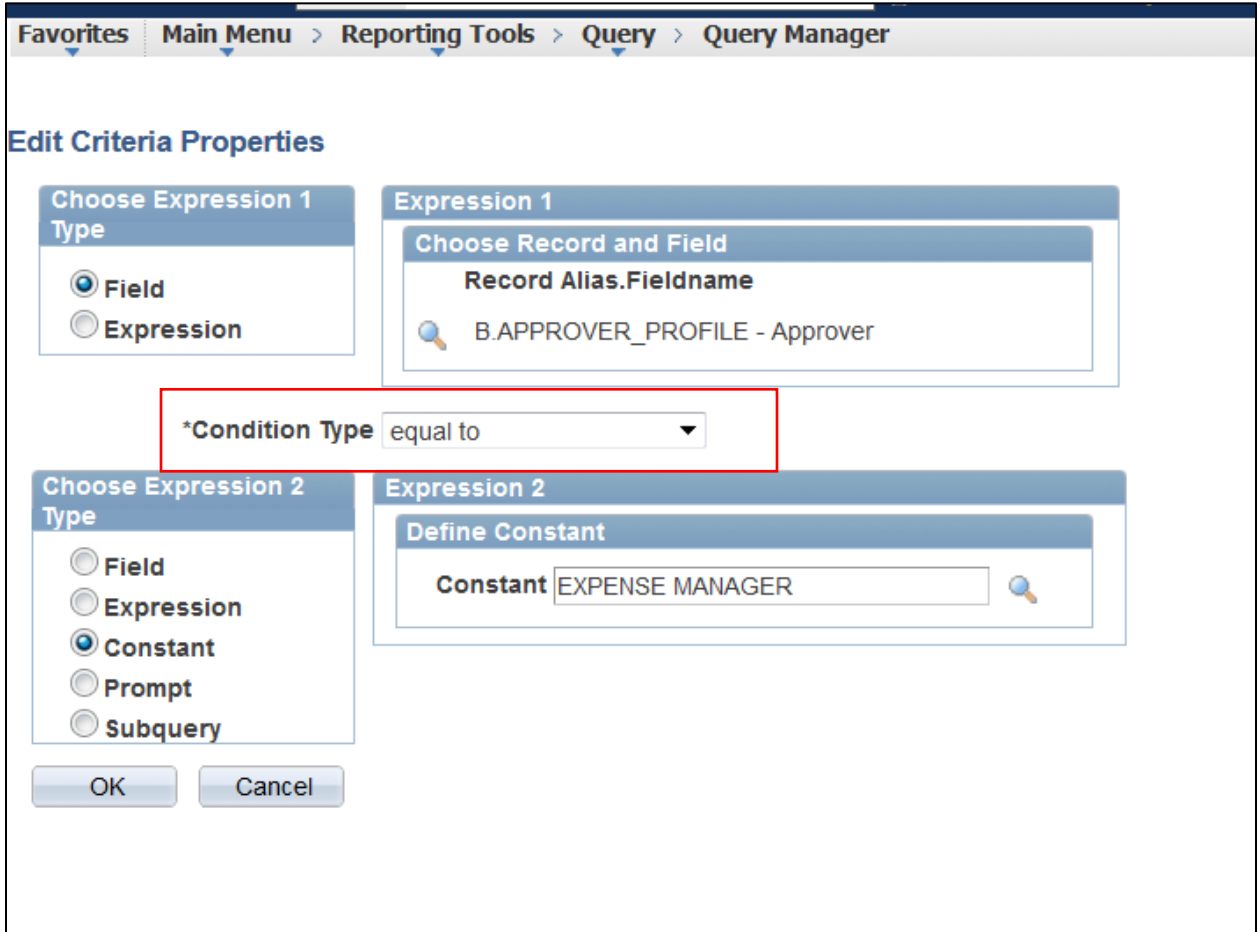 Favorites Main Menu > Reporting Tools > Query > Query Manager
Edit Criteria Properties
Choose Expression 1
Type
Field
Expression
Expression 1
Choose Record and Field
Record Alias.Fieldname
B.APPROVER_PROFILE - Approver
*Condition Type equal to
Choose Expression 2
Type
Field
Expression
Constant
Prompt
Subquery
Expression 2
Define Constant
Constant EXPENSE MANAGER
OK Cancel